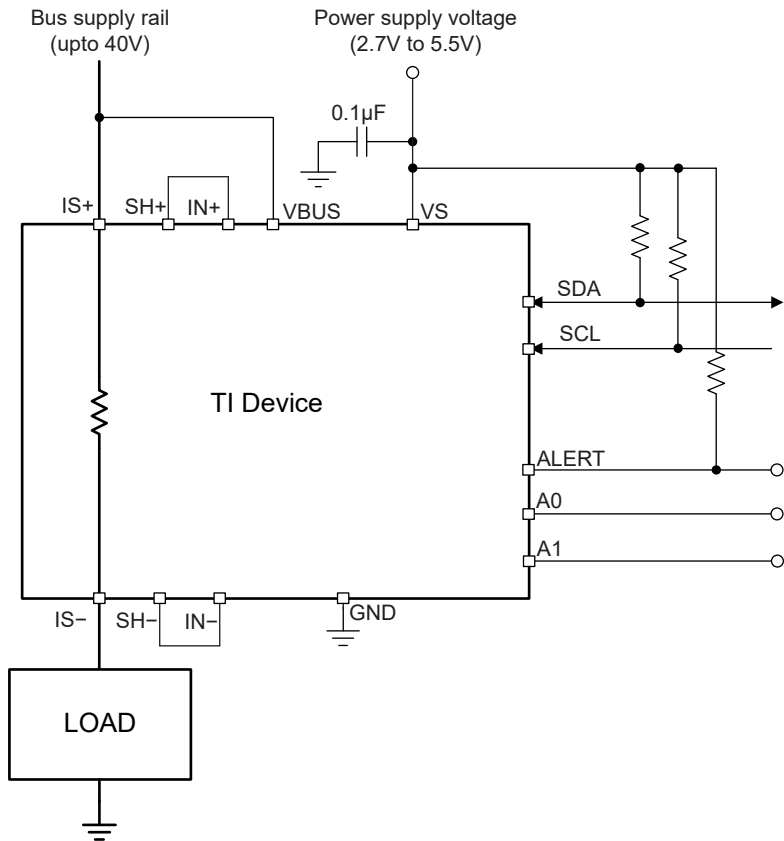 Bus supply rail
(upto 40V)
Power supply voltage
(2.7V to 5.5V)
0.1µF
IS+
SH+
IN+
VBUS
VS
SDA
SCL
TI Device
ALERT
A0
A1
IS−
SH−
IN−
GND
LOAD